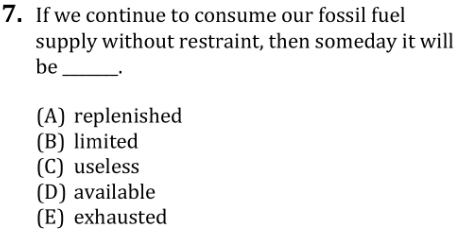 7. If we continue to consume our fossil fuel
supply without restraint, then someday it will
be ______.
(A) replenished
(B) limited
(C) useless
(D) available
(E) exhausted